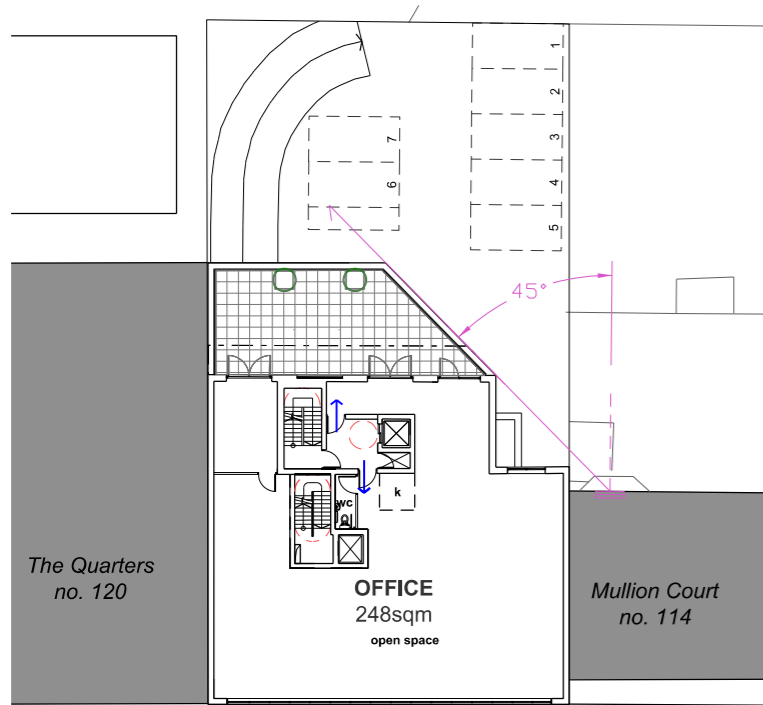 1
2
3
4
5
7
6
45°
k
wc
The Quarters
no. 120
OFFICE
248sqm
open space
Mullion Court
no. 114